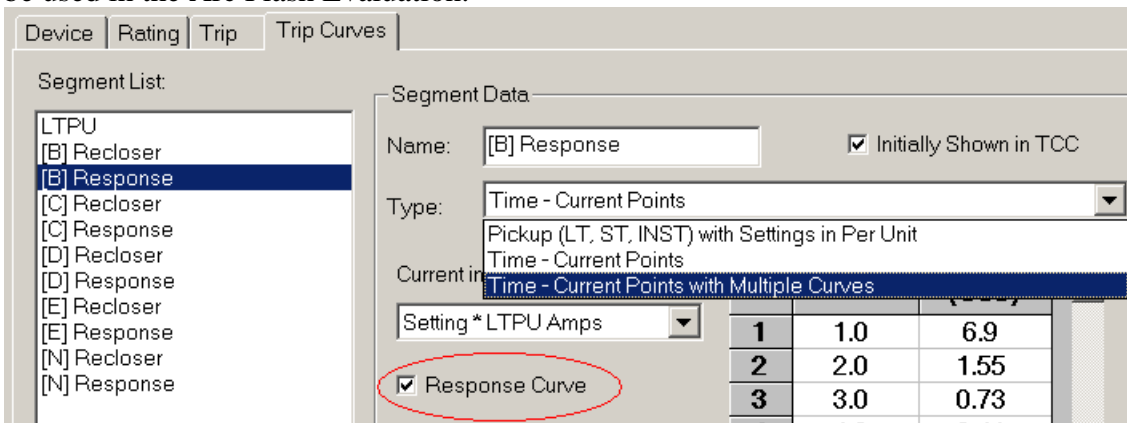 Device Rating Trip Trip Curves
Segment List:
LTPU
[B] Recloser
[B] Response
[C] Recloser
[C] Response
[D] Recloser
[D] Response
[E] Recloser
[E] Response
[N] Recloser
[N] Response
Segment Data
Name: [B] Response Initially Shown in TCC
Type: Time - Current Points
Pickup (LT, ST, INST) with Settings in Per Unit
Time - Current Points
Time - Current Points with Multiple Curves
Current in
Setting * LTPU Amps
Response Curve
1 1.0 6.9
2 2.0 1.55
3 3.0 0.73